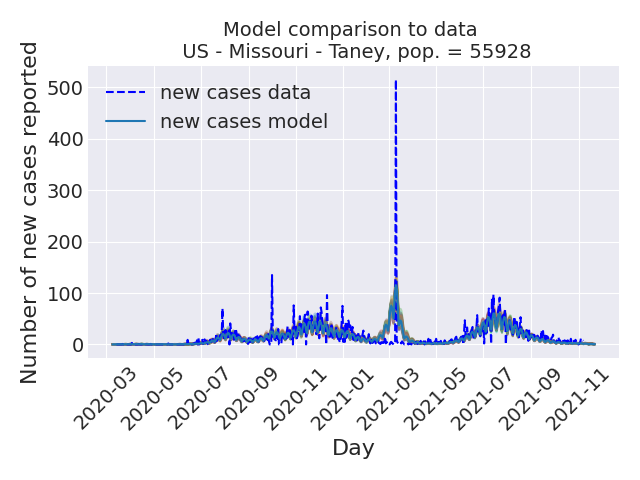 Model comparison to data
US - Missouri - Taney, pop. = 55928
Number of new cases reported
500
400
300
200
100
0
new cases data
new cases model
2020-03
2020-05
2020-07
2020-09
2020-11
2021-01
2021-03
2021-05
2021-07
2021-09
2021-11
Day